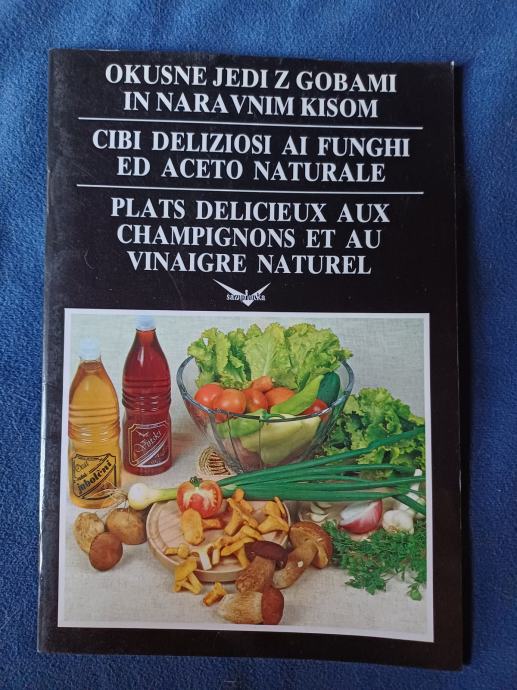 OKUSNE JEDI Z GOBAMI
IN NARAVNIM KISOM
CIBI DELIZIOSI AI FUNGHI
ED ACETO NATURALE
PLATS DELICIEUX AUX
CHAMPIGNONS ET AU
VINAIGRE NATUREL